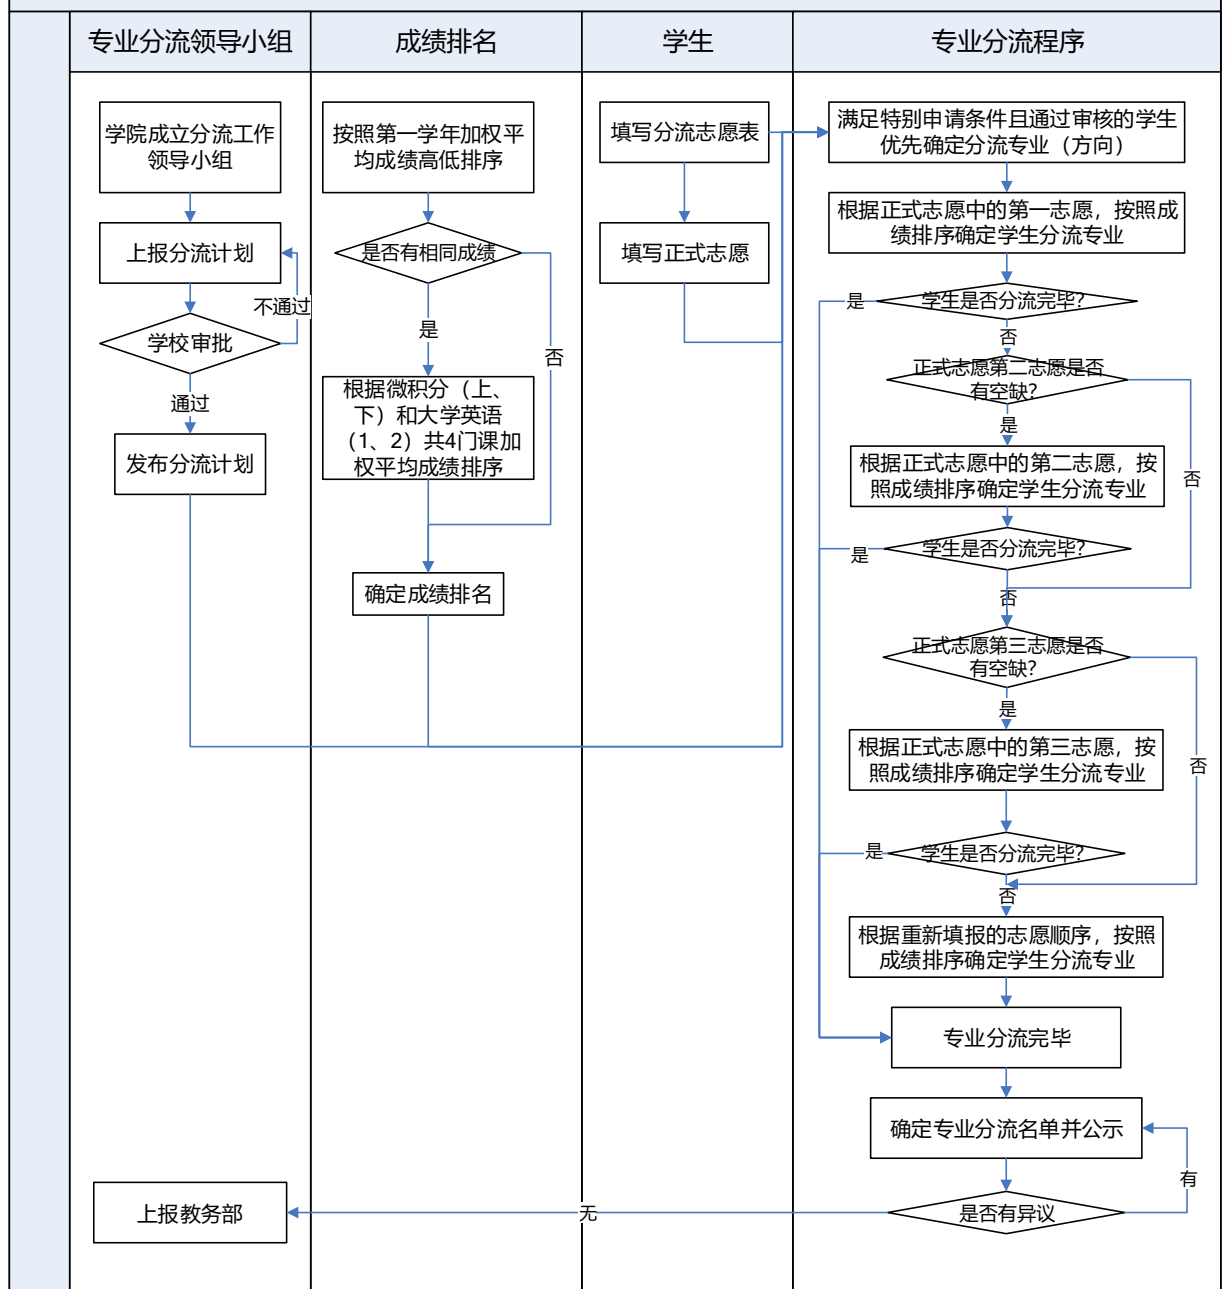 专业分流领导小组
成绩排名
学生
专业分流程序
学院成立分流工作
领导小组
上报分流计划
不通过
学校审批
通过
发布分流计划
上报教务部
按照第一学年加权平
均成绩高低排序
是否有相同成绩
是
否
根据微积分（上、
下）和大学英语
（1、2）共4门课加
权平均成绩排序
确定成绩排名
填写分流志愿表
填写正式志愿
满足特别申请条件且通过审核的学生
优先确定分流专业（方向）
根据正式志愿中的第一志愿，按照成
绩排序确定学生分流专业
是
学生是否分流完毕?
否
正式志愿第二志愿是否
有空缺?
是
否
根据正式志愿中的第二志愿，按
照成绩排序确定学生分流专业
是
学生是否分流完毕?
否
正式志愿第三志愿是否
有空缺?
是
否
根据正式志愿中的第三志愿，按
照成绩排序确定学生分流专业
是
学生是否分流完毕?
否
根据重新填报的志愿顺序，按照
成绩排序确定学生分流专业
专业分流完毕
确定专业分流名单并公示
有
是否有异议
无